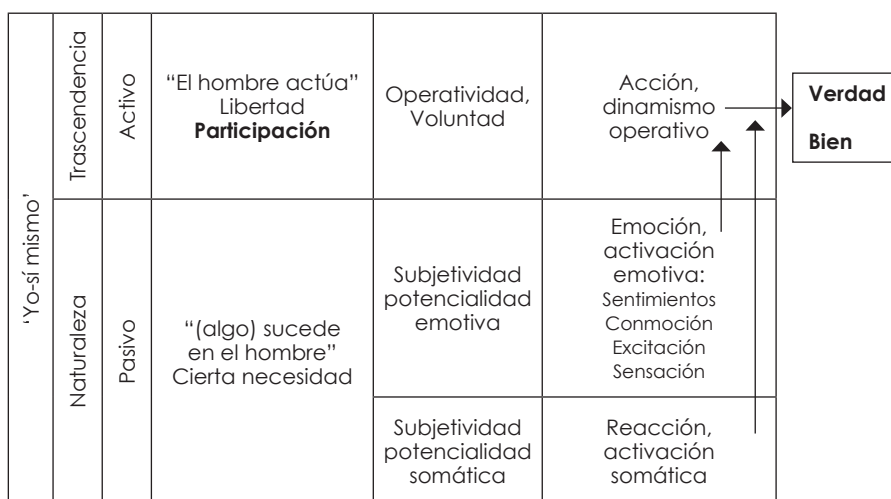 ‘Yo-sí mismo’
Trascendencia
Activo
“El hombre actúa”
Libertad
Participación
Operatividad,
Voluntad
Acción,
dinamismo
operativo
Verdad
Bien
Naturaleza
Pasivo
“(algo) sucede
en el hombre”
Cierta necesidad
Subjetividad
potencialidad
emotiva
Emoción,
activación
emotiva:
Sentimientos
Conmoción
Excitación
Sensación
Subjetividad
potencialidad
somática
Reacción,
activación
somática